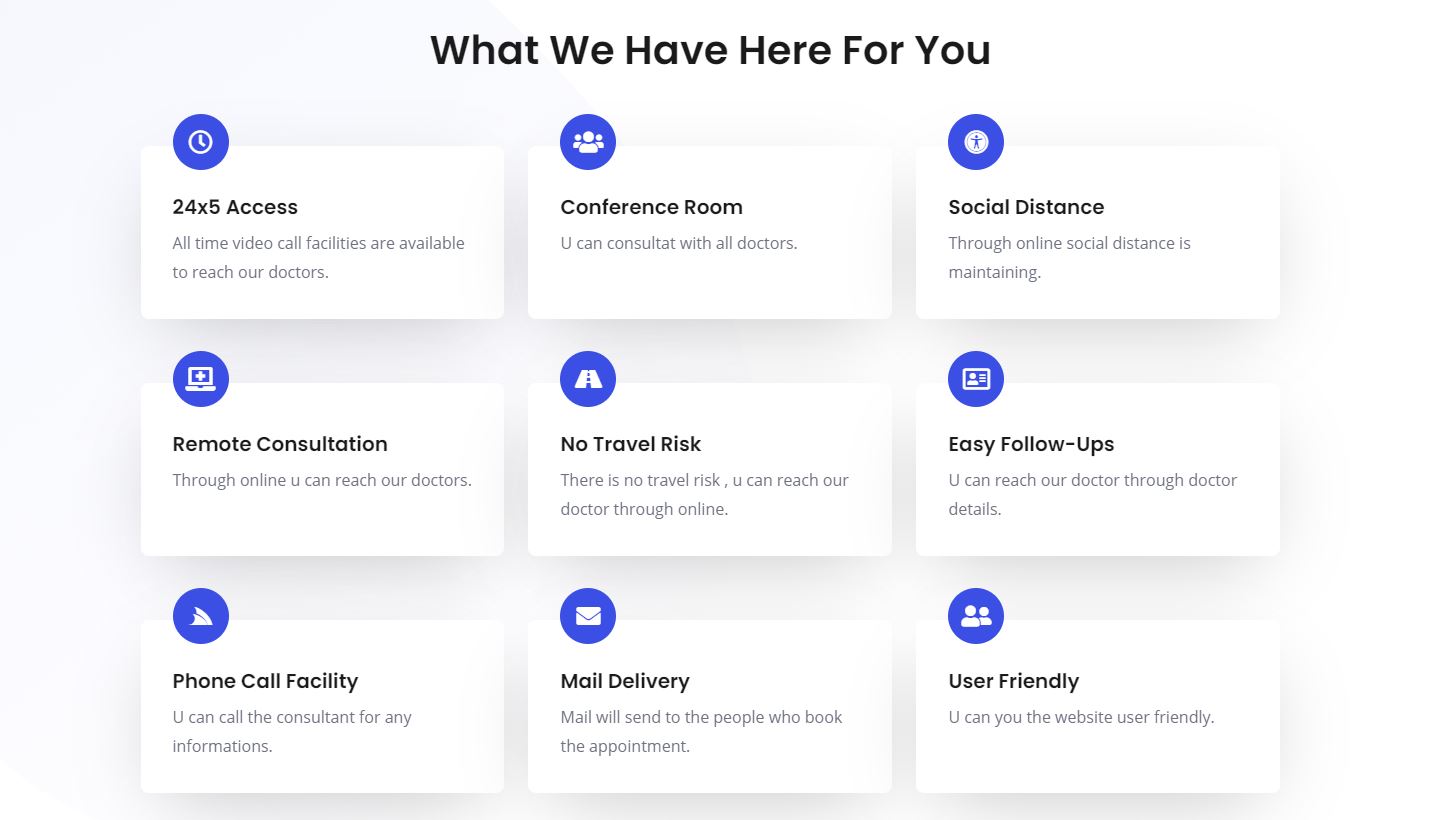 What We Have Here For You
24x5 Access
All time video call facilities are available
to reach our doctors.
Conference Room
U can consultat with all doctors.
Social Distance
Through online social distance is
maintaining.
Remote Consultation
Through online u can reach our doctors.
No Travel Risk
There is no travel risk , u can reach our
doctor through online.
Easy Follow-Ups
U can reach our doctor through doctor
details.
Phone Call Facility
U can call the consultant for any
informations.
Mail Delivery
Mail will send to the people who book
the appointment.
User Friendly
U can you the website user friendly.